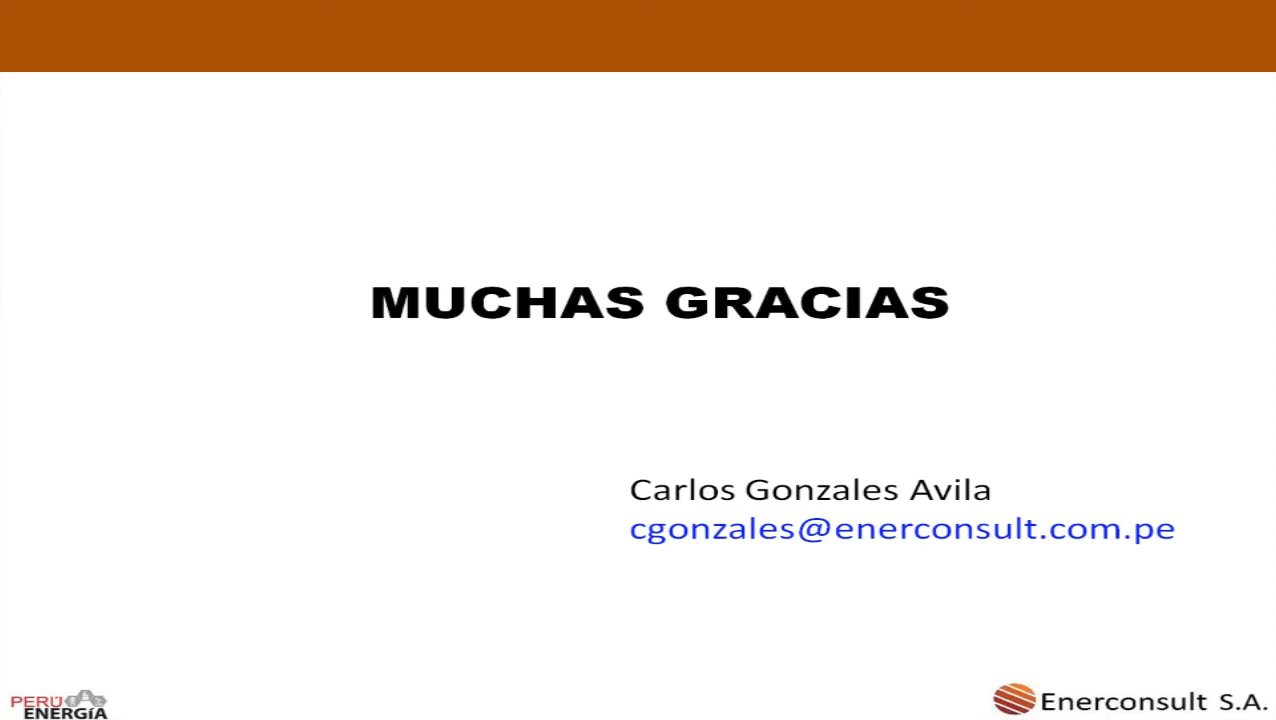 MUCHAS GRACIAS
Carlos Gonzales Avila
cgonzales@enerconsult.com.pe
PERÚ
ENERGÍA
Enerconsult S.A.